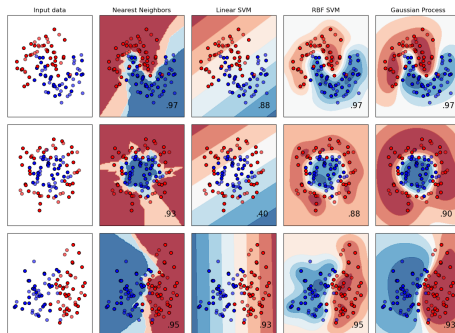 Input data
Nearest Neighbors
Linear SVM
RBF SVM
Gaussian Process
.97
.88
.97
.97
.93
.40
.88
.90
.95
.93
.95
.93